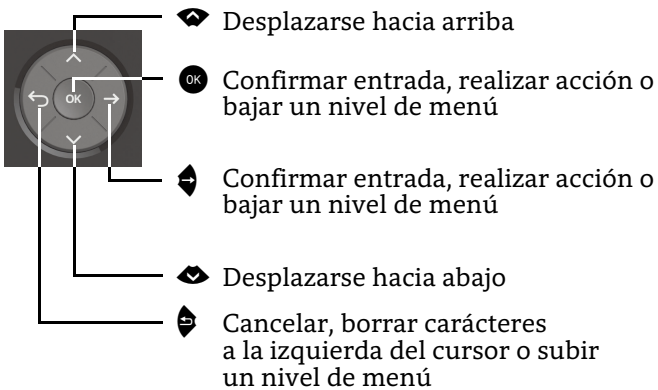 Desplazarse hacia arriba
OK
OK
Confirmar entrada, realizar acción o
bajar un nivel de menú
Confirmar entrada, realizar acción o
bajar un nivel de menú
Desplazarse hacia abajo
Cancelar, borrar carácteres
a la izquierda del cursor o subir
un nivel de menú